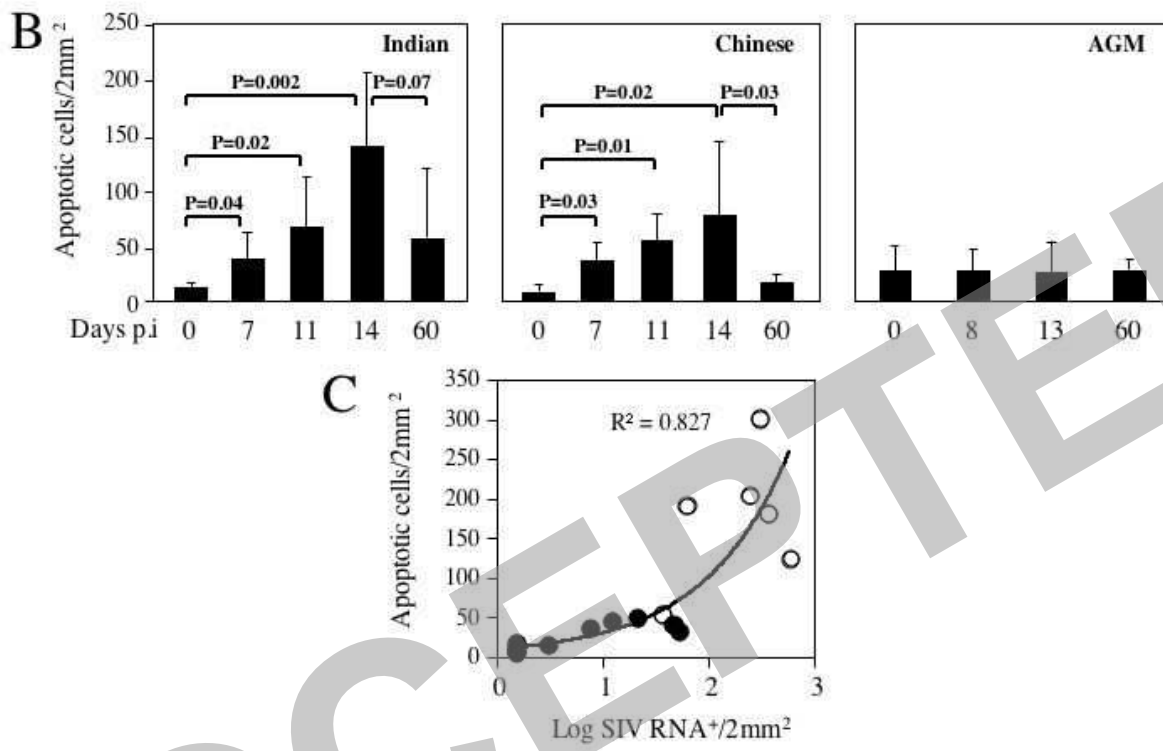 B
Apoptotic cells/2mm²
250
200
150
100
50
0
Indian
P=0.002
P=0.07
P=0.02
P=0.04
Chinese
P=0.02
P=0.03
P=0.01
P=0.03
AGM
Days p.i 0 7 11 14 60
0 7 11 14 60
0 8 13 60
C
Apoptotic cells/2mm²
350
300
250
200
150
100
50
0
R² = 0.827
0 1 2 3
Log SIV RNA⁺/2mm²